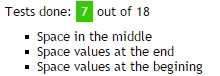 Tests done: 7 out of 18
Space in the middle
Space values at the end
Space values at the begining